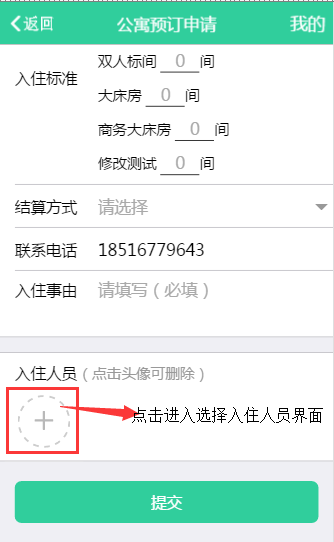 返回 公寓预订申请 我的
入住标准
双人标间 0 间
大床房 0 间
商务大床房 0 间
修改测试 0 间
结算方式 请选择
联系电话 18516779643
入住事由 请填写（必填）
入住人员（点击头像可删除）
点击进入选择入住人员界面
提交